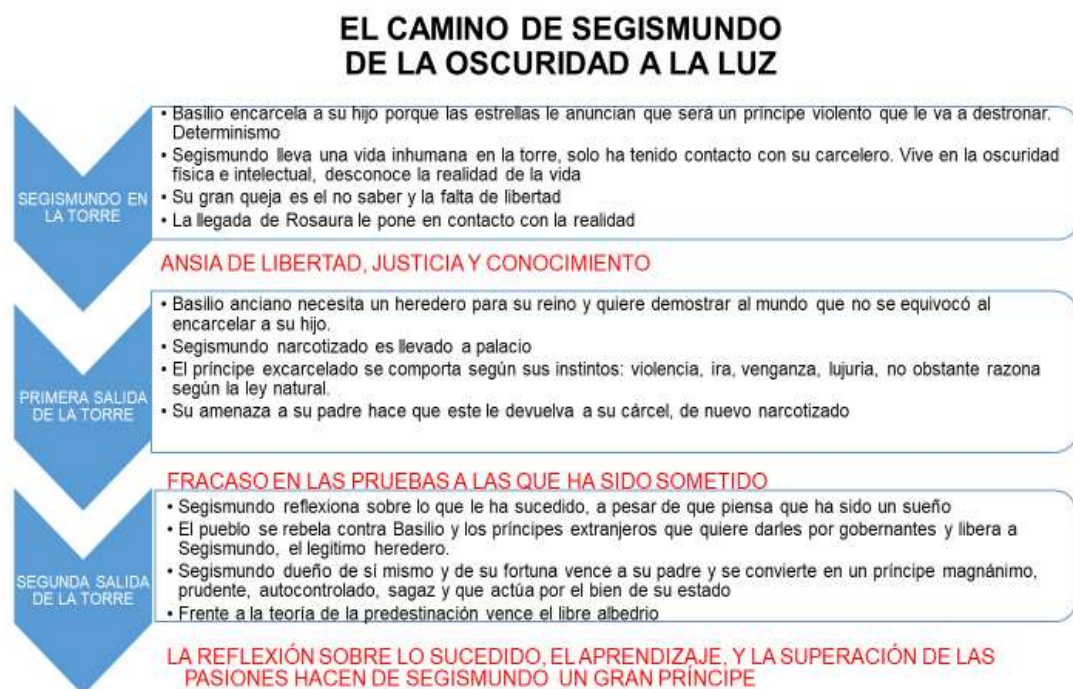 EL CAMINO DE SEGISMUNDO
DE LA OSCURIDAD A LA LUZ
SEGISMUNDO EN
LA TORRE
• Basilio encarcela a su hijo porque las estrellas le anuncian que será un príncipe violento que le va a destronar.
Determinismo
• Segismundo lleva una vida inhumana en la torre, solo ha tenido contacto con su carcelero. Vive en la oscuridad
física e intelectual, desconoce la realidad de la vida
• Su gran queja es el no saber y la falta de libertad
• La llegada de Rosaura le pone en contacto con la realidad
ANSIA DE LIBERTAD, JUSTICIA Y CONOCIMIENTO
PRIMERA SALIDA
DE LA TORRE
• Basilio anciano necesita un heredero para su reino y quiere demostrar al mundo que no se equivocó al
encarcelar a su hijo.
• Segismundo narcotizado es llevado a palacio
• El príncipe excarcelado se comporta según sus instintos: violencia, ira, venganza, lujuria, no obstante razona
según la ley natural.
• Su amenaza a su padre hace que este le devuelva a su cárcel, de nuevo narcotizado
FRACASO EN LAS PRUEBAS A LAS QUE HA SIDO SOMETIDO
SEGUNDA SALIDA
DE LA TORRE
• Segismundo reflexiona sobre lo que le ha sucedido, a pesar de que piensa que ha sido un sueño
• El pueblo se rebela contra Basilio y los príncipes extranjeros que quiere darles por gobernantes y libera a
Segismundo, el legitimo heredero.
• Segismundo dueño de sí mismo y de su fortuna vence a su padre y se convierte en un príncipe magnánimo,
prudente, autocontrolado, sagaz y que actúa por el bien de su estado
• Frente a la teoría de la predestinación vence el libre albedrio
LA REFLEXIÓN SOBRE LO SUCEDIDO, EL APRENDIZAJE, Y LA SUPERACIÓN DE LAS
PASIONES HACEN DE SEGISMUNDO UN GRAN PRÍNCIPE